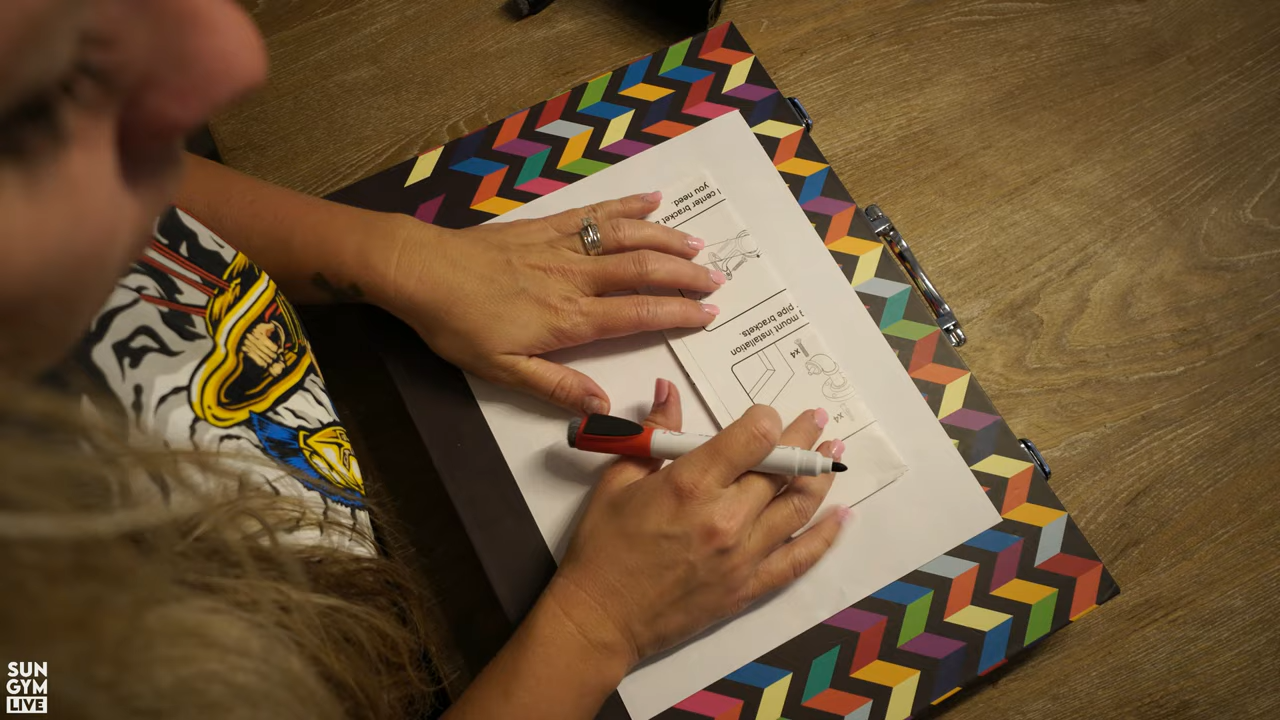 center bracket
you need.
mount installation
pipe brackets.
x4
x4
SUN
GYM
LIVE